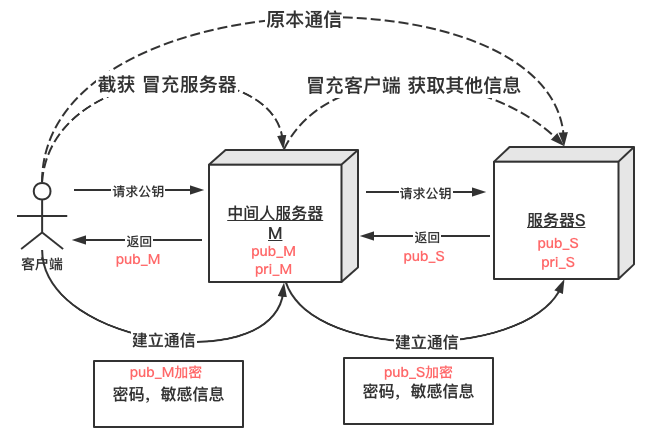 原本通信
截获 冒充服务器
冒充客户端 获取其他信息
请求公钥
请求公钥
中间人服务器
M
pub_M
pri_M
服务器S
pub_S
pri_S
返回
pub_M
返回
pub_S
客户端
建立通信
建立通信
pub_M加密
密码，敏感信息
pub_S加密
密码，敏感信息